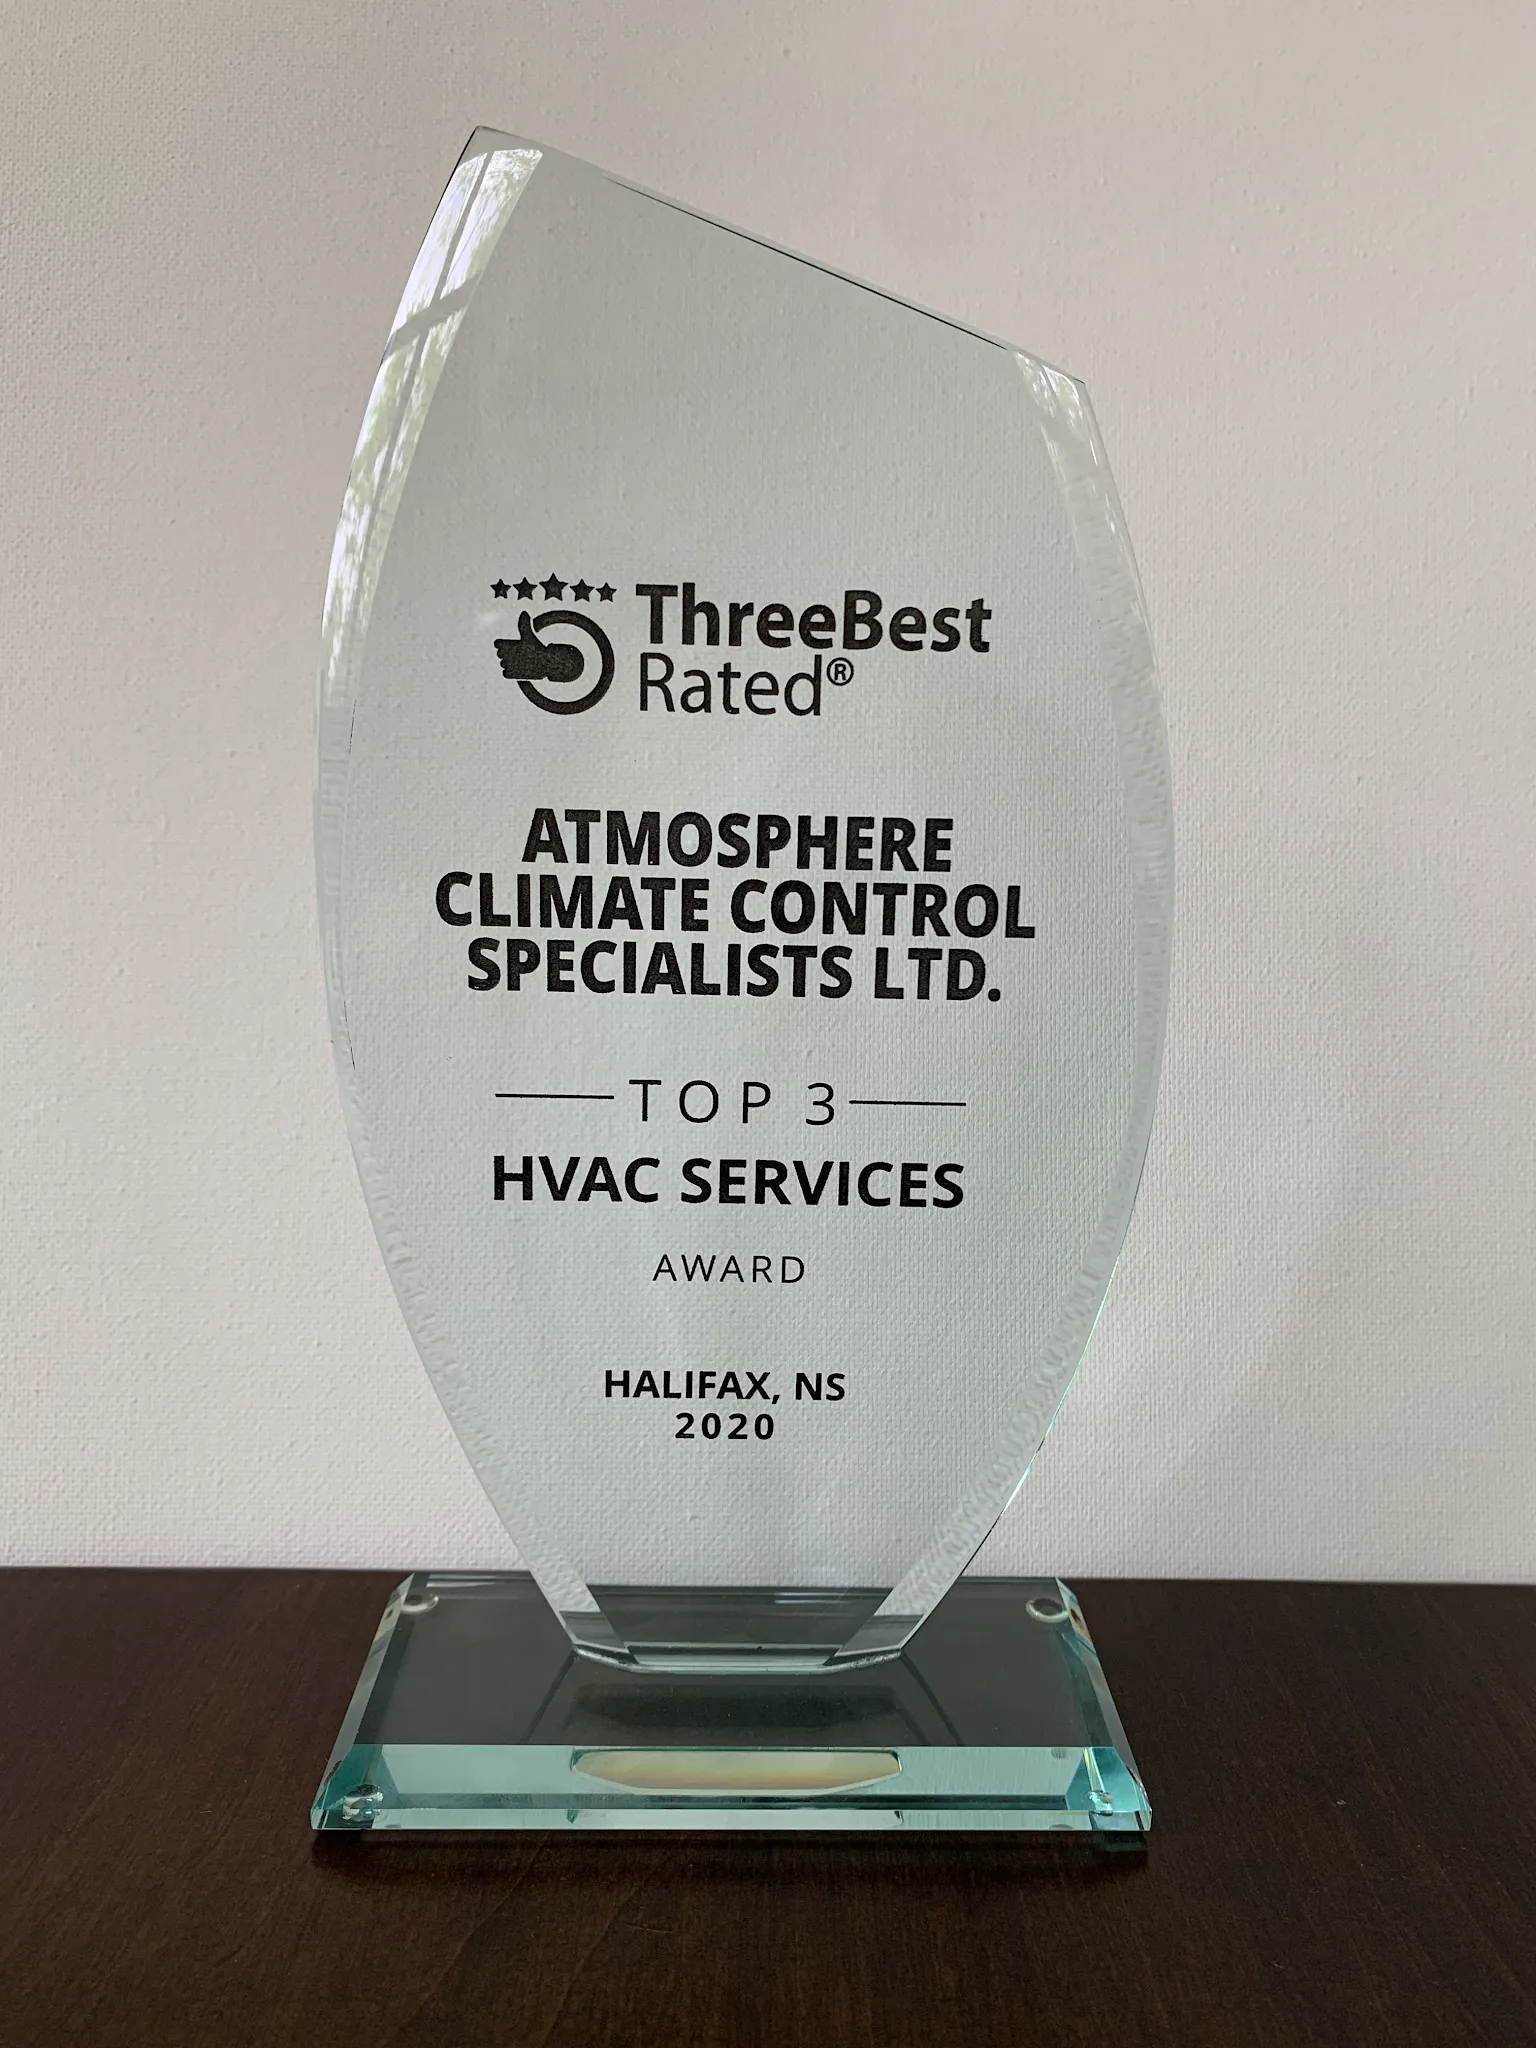 ThreeBest
Rated®
ATMOSPHERE
CLIMATE CONTROL
SPECIALISTS LTD.
TOP 3
HVAC SERVICES
AWARD
HALIFAX, NS
2020